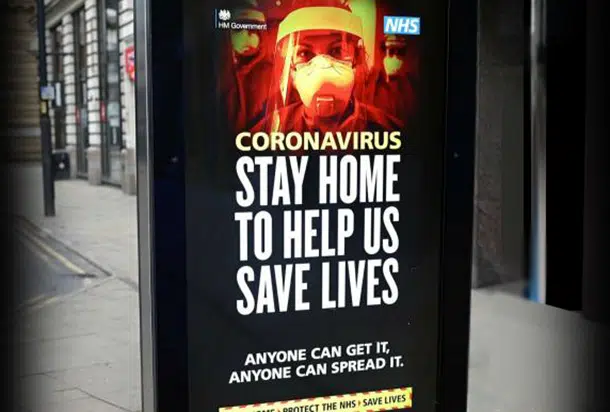 HM Government
NHS
CORONAVIRUS
STAY HOME
TO HELP US
SAVE LIVES
ANYONE CAN GET IT,
ANYONE CAN SPREAD IT.
HOME › PROTECT THE NHS › SAVE LIVES